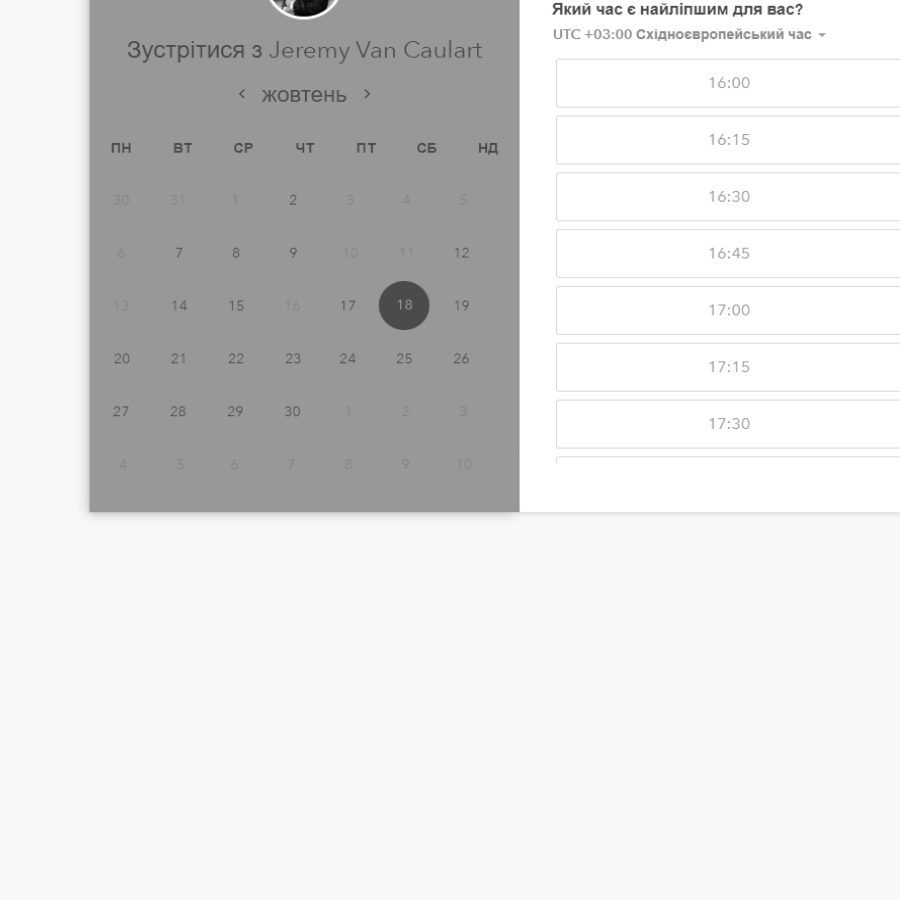 Зустрітися з Jeremy Van Caulart
жовтень
ПН ВТ СР ЧТ ПТ СБ НД
30 31 1 2 3 4 5
6 7 8 9 10 11 12
13 14 15 16 17 18 19
20 21 22 23 24 25 26
27 28 29 30 1 2 3
4 5 6 7 8 9 10
Який час є найліпшим для вас?
UTC +03:00 Східноєвропейський час
16:00
16:15
16:30
16:45
17:00
17:15
17:30